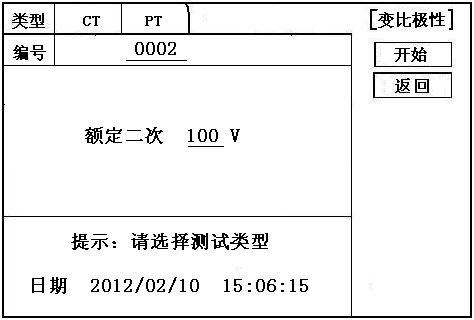 类型 CT PT [变比极性]
编号 0002 开始
返回
额定二次 100 V
提示：请选择测试类型
日期 2012/02/10 15:06:15